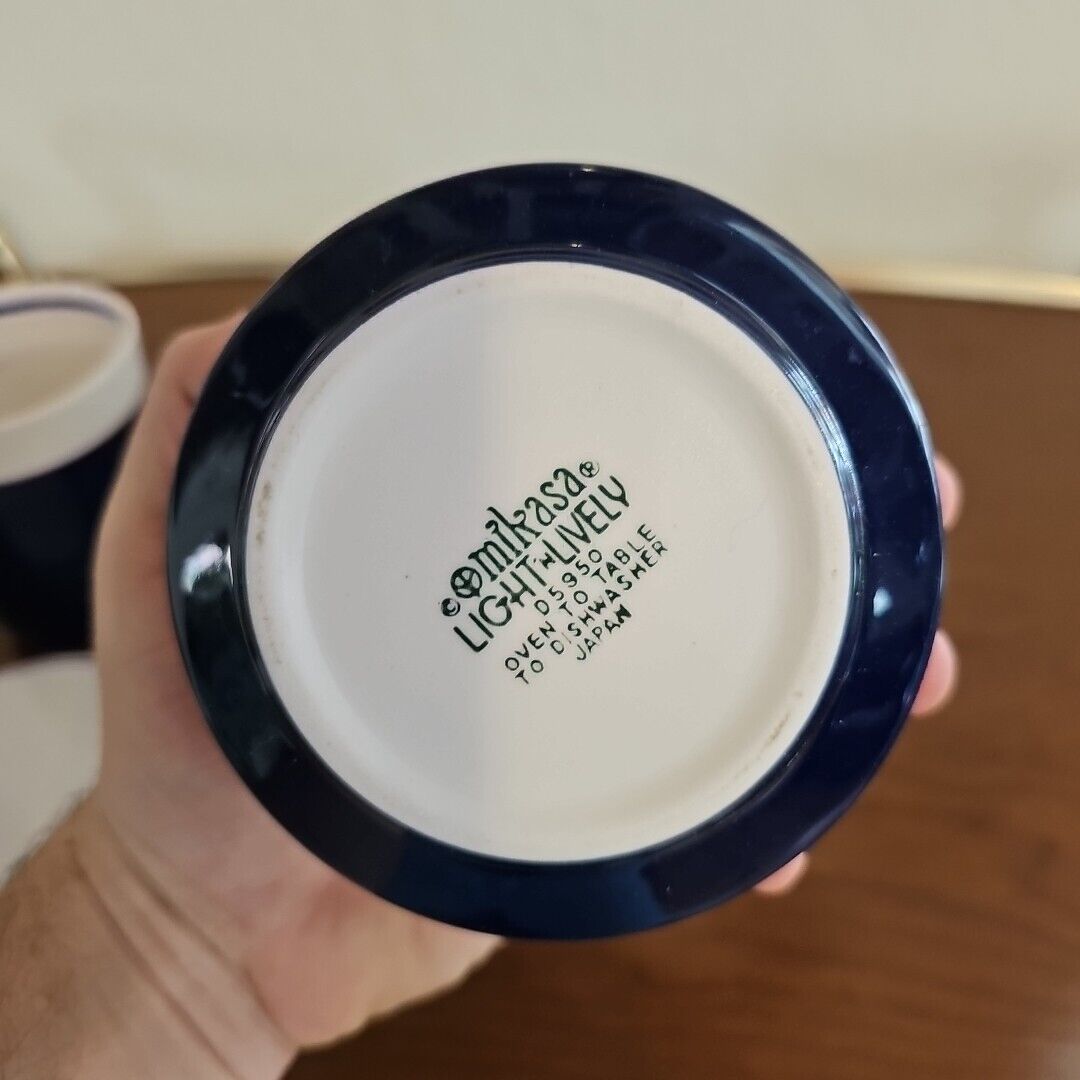 © mikasa®
LIGHT 'N LIVELY
D5950
OVEN TO TABLE
TO DISHWASHER
JAPAN